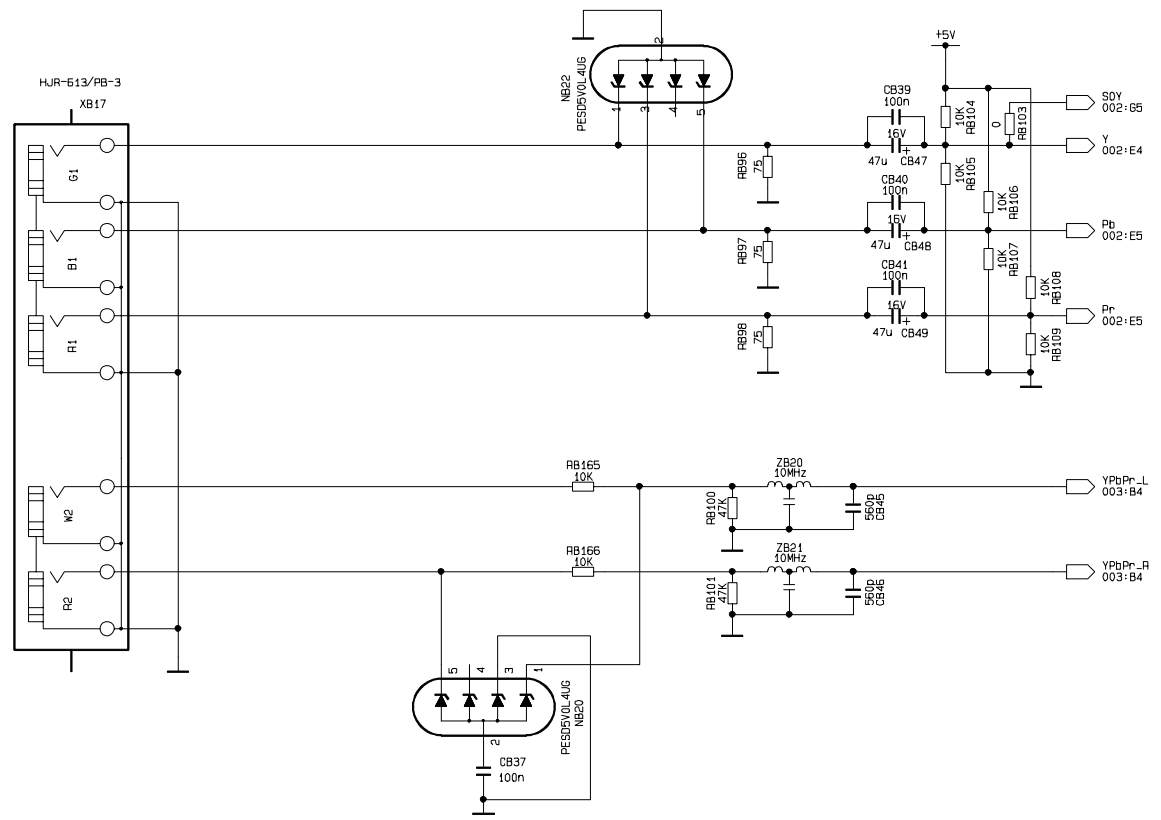 HJR-613/PB-3
XB17
G1
B1
R1
W2
R2
NB22
PESD5V0L4UG
2
1
3
4
5
RB96
75
RB97
75
RB98
75
CB39
100n
16V
47u
+
CB47
CB40
100n
16V
47u
+
CB48
CB41
100n
16V
47u
+
CB49
+5V
10K
RB104
10K
RB105
0
RB103
10K
RB106
10K
RB107
10K
RB108
10K
RB109
SOY
002:G5
Y
002:E4
Pb
002:E5
Pr
002:E5
RB165
10K
RB166
10K
RB100
47K
RB101
47K
ZB20
10MHz
ZB21
10MHz
560p
CB45
560p
CB46
YPbPr_L
003:B4
YPbPr_R
003:B4
5
4
3
1
2
PESD5V0L4UG
NB20
CB37
100n